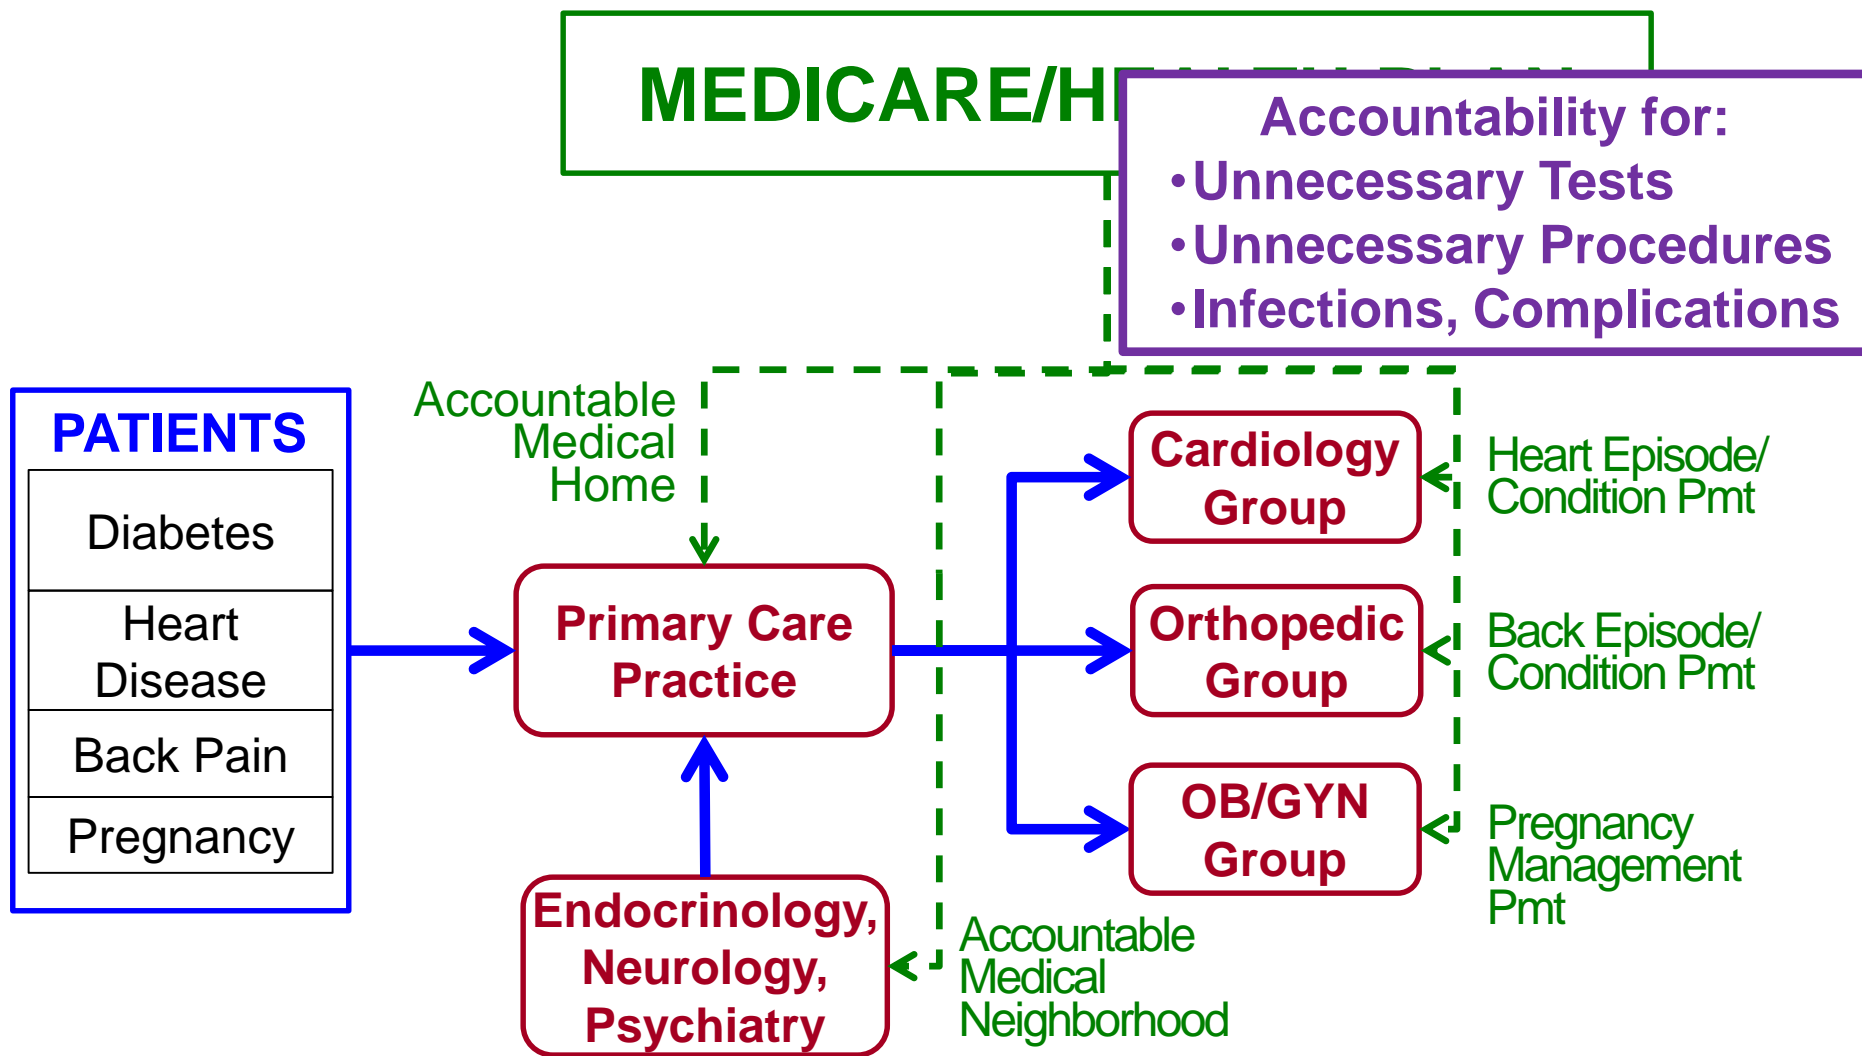 MEDICARE/HE
Accountability for:
•Unnecessary Tests
•Unnecessary Procedures
•Infections, Complications
PATIENTS
Diabetes
Heart
Disease
Back Pain
Pregnancy
Accountable
Medical
Home
Primary Care
Practice
Endocrinology,
Neurology,
Psychiatry
Accountable
Medical
Neighborhood
Cardiology
Group
Orthopedic
Group
OB/GYN
Group
Heart Episode/
Condition Pmt
Back Episode/
Condition Pmt
Pregnancy
Management
Pmt